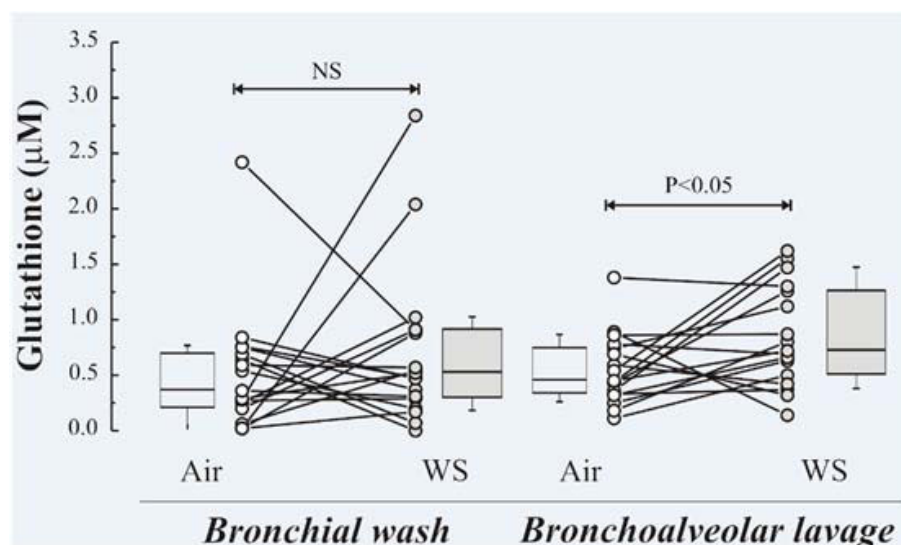 Glutathione (μM)
3.5
3.0
2.5
2.0
1.5
1.0
0.5
0.0
NS
P<0.05
Air
WS
Air
WS
Bronchial wash
Bronchoalveolar lavage